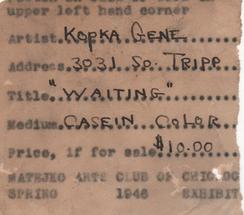 upper left hand corner
Artist. KOPKA GENE
Address. 3031 So. TRIPP
Title "WAITING"
Medium. CASEIN COLOR
Price, if for sale $10.00
MATEJKO ARTS CLUB OF CHICAGO
SPRING 1946 EXHIBIT